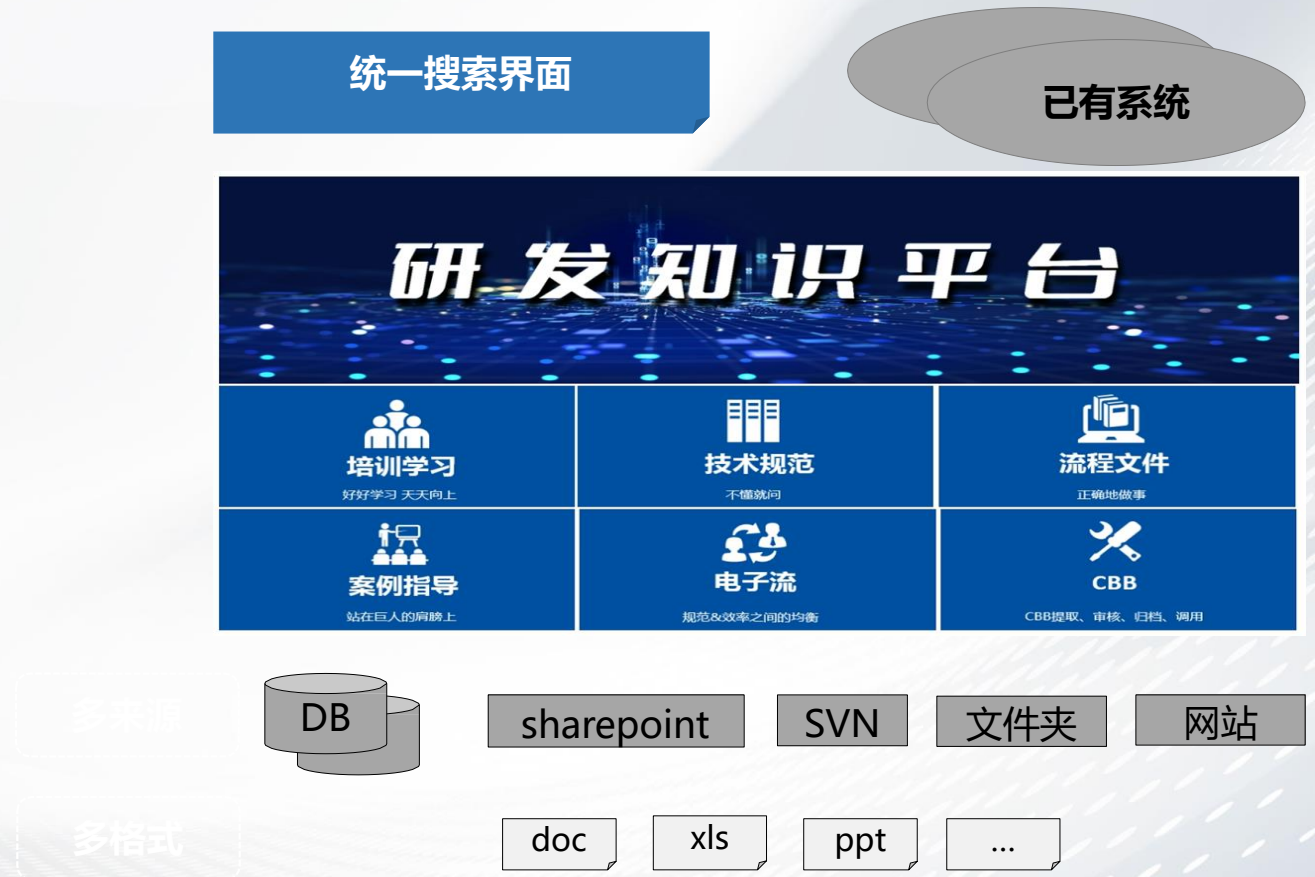 统一搜索界面
已有系统
研发知识平台
培训学习
好好学习 天天向上
技术规范
不懂就问
流程文件
正确地做事
案例指导
站在巨人的肩膀上
电子流
规范&效率之间的均衡
CBB
CBB提取、审核、归档、调用
多来源
DB
sharepoint
SVN
文件夹
网站
多格式
doc
xls
ppt
...